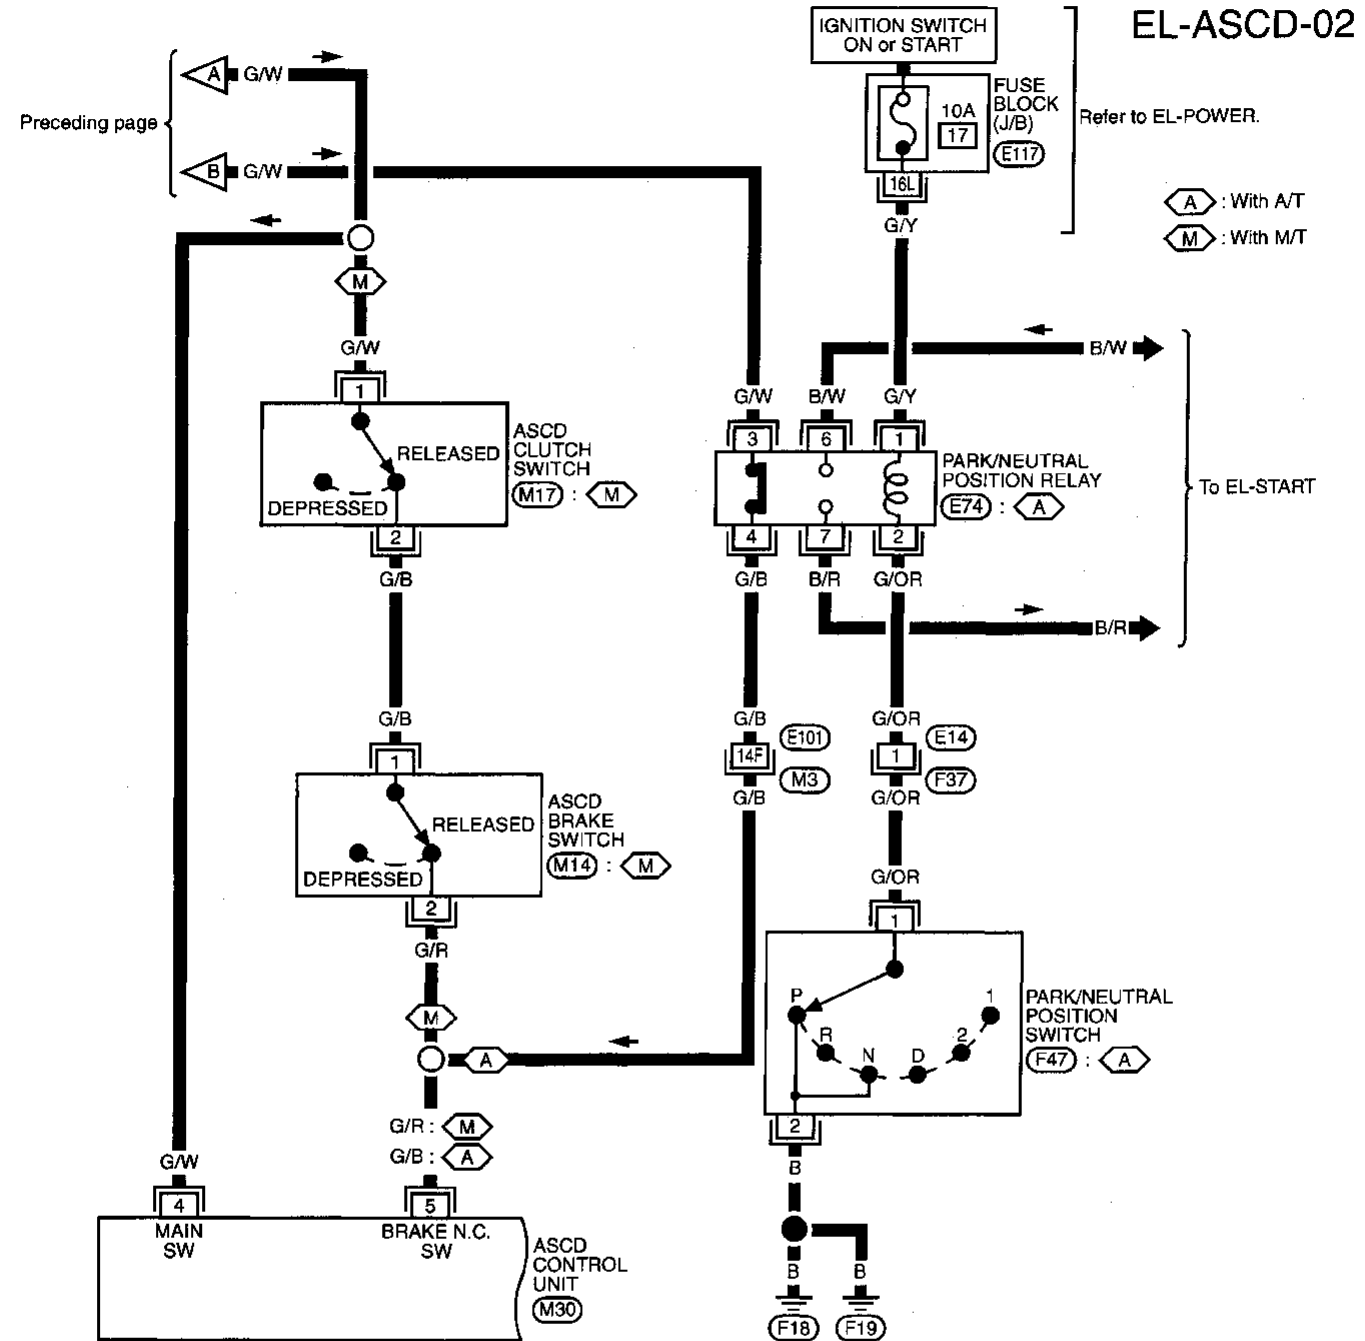 EL-ASCD-02
IGNITION SWITCH
ON or START
FUSE
BLOCK
(J/B)
E117
10A
17
16L
G/Y
Refer to EL-POWER.
A : With A/T
M : With M/T
Preceding page
A G/W
B G/W
M
G/W
1
RELEASED
DEPRESSED
ASCD
CLUTCH
SWITCH
M17 : M
2
G/B
G/B
1
RELEASED
DEPRESSED
ASCD
BRAKE
SWITCH
M14 : M
2
G/R
M
A
G/R : M
G/B : A
G/W
4
MAIN
SW
5
BRAKE N.C.
SW
ASCD
CONTROL
UNIT
M30
B/W
G/W B/W G/Y
3 6 1
PARK/NEUTRAL
POSITION RELAY
E74 : A
4 7 2
G/B B/R G/OR
B/R
To EL-START
G/B
14F
E101
M3
G/B
G/OR
1
E14
F37
G/OR
G/OR
1
P
R
N
D
2
1
PARK/NEUTRAL
POSITION
SWITCH
F47 : A
2
B
B B
F18 F19